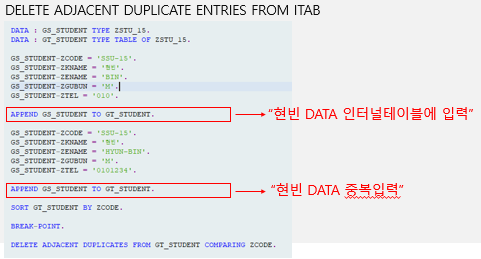 DELETE ADJACENT DUPLICATE ENTRIES FROM ITAB
DATA : GS_STUDENT TYPE ZSTU_15.
DATA : GT_STUDENT TYPE TABLE OF ZSTU_15.
GS_STUDENT-ZCODE = 'SSU-15'.
GS_STUDENT-ZKNAME = '현빈'.
GS_STUDENT-ZENAME = 'BIN'.
GS_STUDENT-ZGUBUN = 'M'.
GS_STUDENT-ZTEL = '010'.
APPEND GS_STUDENT TO GT_STUDENT.
“현빈 DATA 인터널테이블에 입력”
GS_STUDENT-ZCODE = 'SSU-15'.
GS_STUDENT-ZKNAME = '현빈'.
GS_STUDENT-ZENAME = 'HYUN-BIN'.
GS_STUDENT-ZGUBUN = 'M'.
GS_STUDENT-ZTEL = '0101234'.
APPEND GS_STUDENT TO GT_STUDENT.
“현빈 DATA 중복입력”
SORT GT_STUDENT BY ZCODE.
BREAK-POINT.
DELETE ADJACENT DUPLICATES FROM GT_STUDENT COMPARING ZCODE.